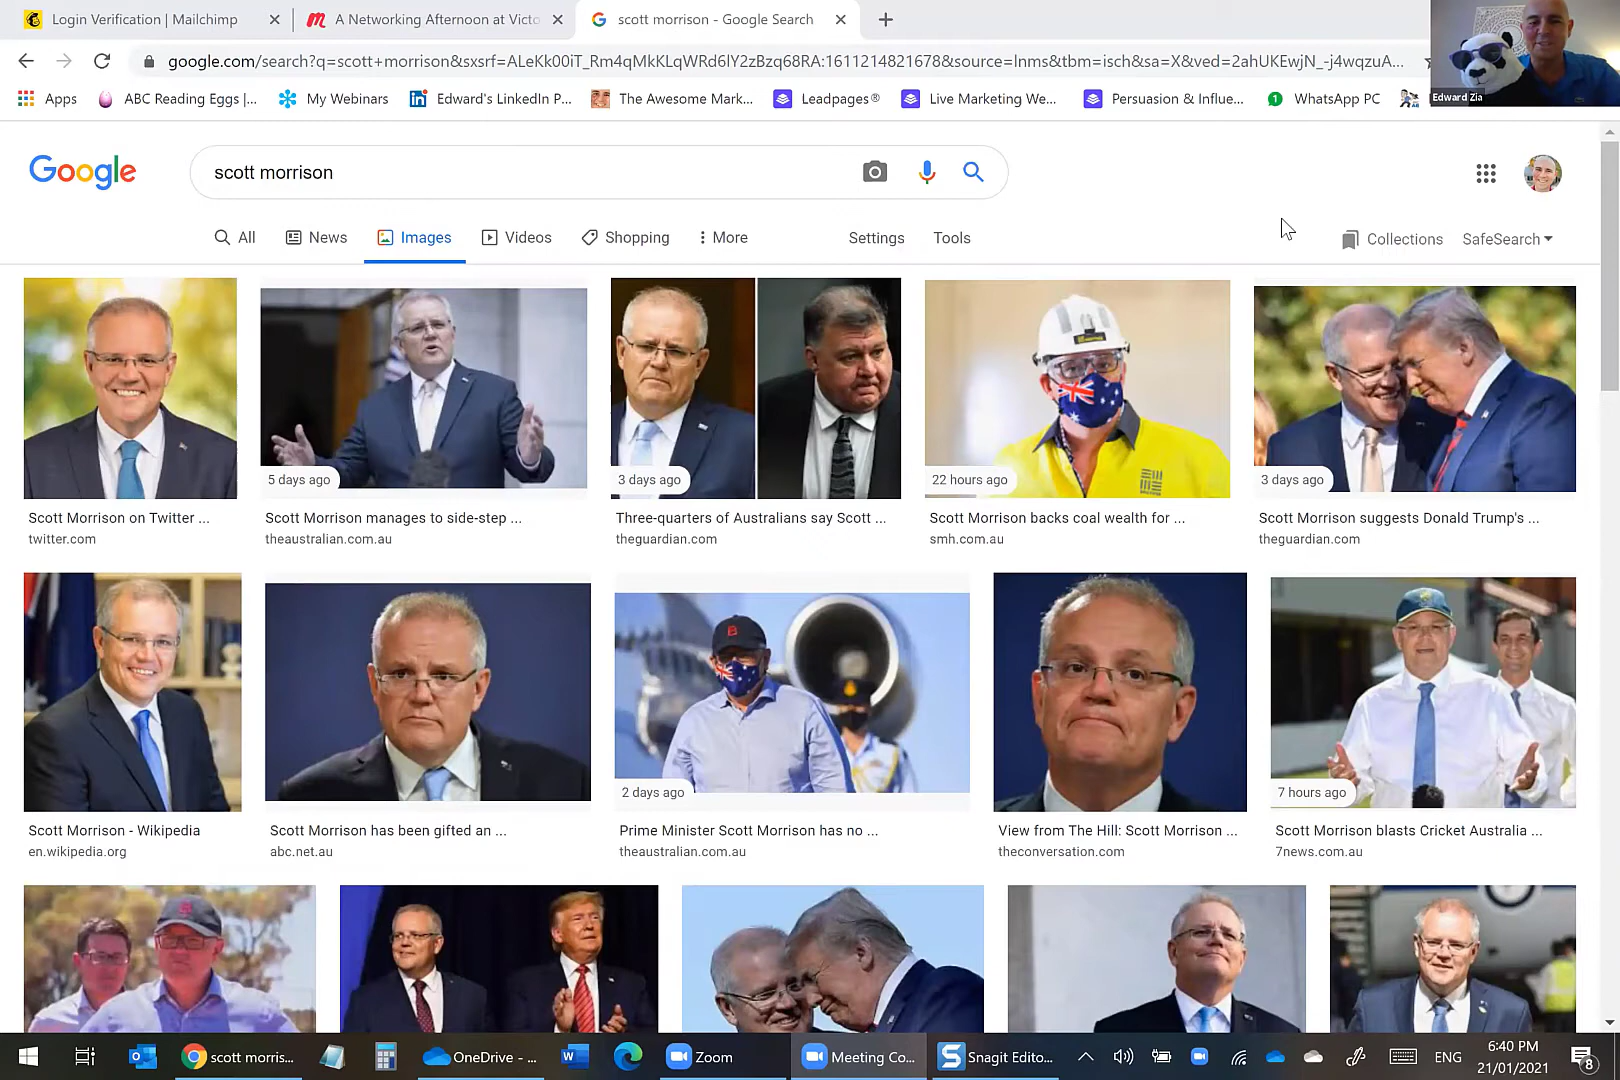 Login Verification | Mailchimp
A Networking Afternoon at Victo
scott morrison - Google Search
google.com/search?q=scott+morrison&sxsrf=ALeKk00iT_Rm4qMkKLqWRd6lY2zBzq68RA:1611214821678&source=lnms&tbm=isch&sa=X&ved=2ahUKEwjN_-j4wqzuA...
Edward Zia
Apps
ABC Reading Eggs |...
My Webinars
Edward's LinkedIn P...
The Awesome Mark...
Leadpages®
Live Marketing We...
Persuasion & Influe...
WhatsApp PC
Google
scott morrison
All
News
Images
Videos
Shopping
More
Settings
Tools
Collections
SafeSearch
5 days ago
3 days ago
22 hours ago
3 days ago
Scott Morrison on Twitter ...
twitter.com
Scott Morrison manages to side-step ...
theaustralian.com.au
Three-quarters of Australians say Scott ...
theguardian.com
Scott Morrison backs coal wealth for ...
smh.com.au
Scott Morrison suggests Donald Trump's ...
theguardian.com
B
2 days ago
7 hours ago
Scott Morrison - Wikipedia
en.wikipedia.org
Scott Morrison has been gifted an ...
abc.net.au
Prime Minister Scott Morrison has no ...
theaustralian.com.au
View from The Hill: Scott Morrison ...
theconversation.com
Scott Morrison blasts Cricket Australia ...
7news.com.au
scott morris...
OneDrive - ...
Zoom
Meeting Co...
Snagit Edito...
ENG
6:40 PM
21/01/2021
8